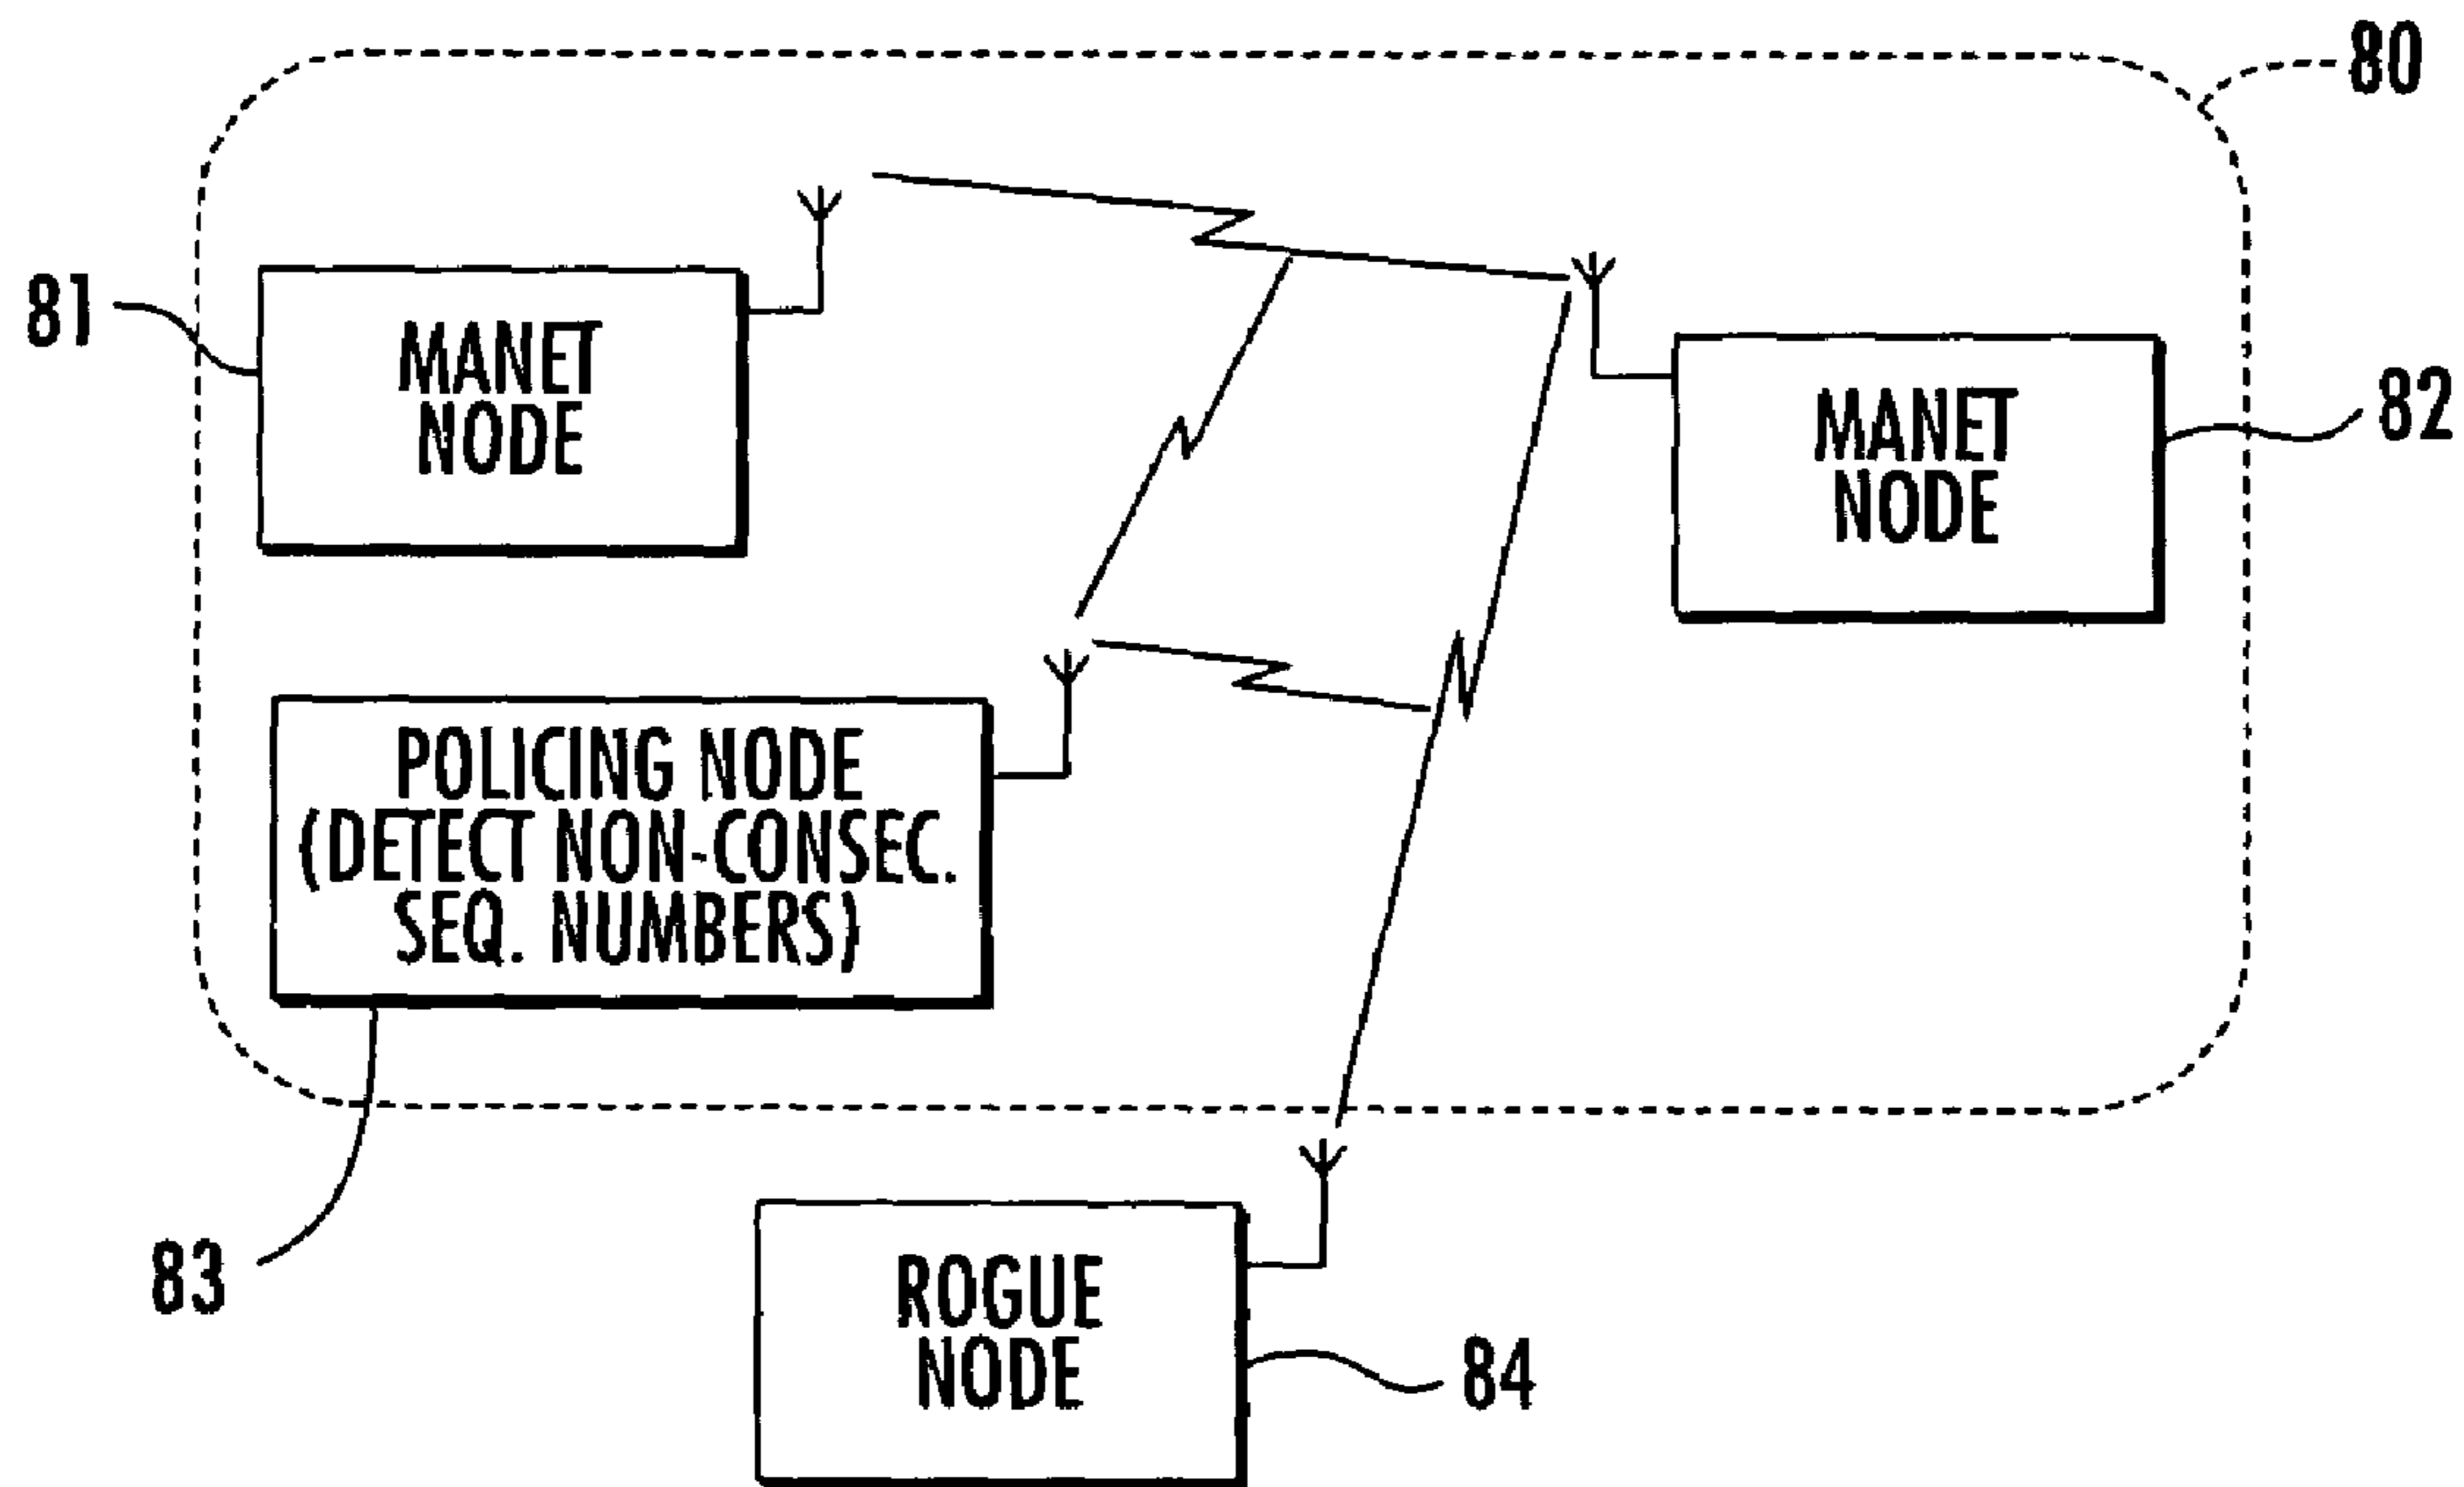 80
81
MANET
NODE
MANET
NODE
82
POLICING NODE
(DETECT NON-CONSEC.
SEQ. NUMBERS)
83
ROGUE
NODE
84